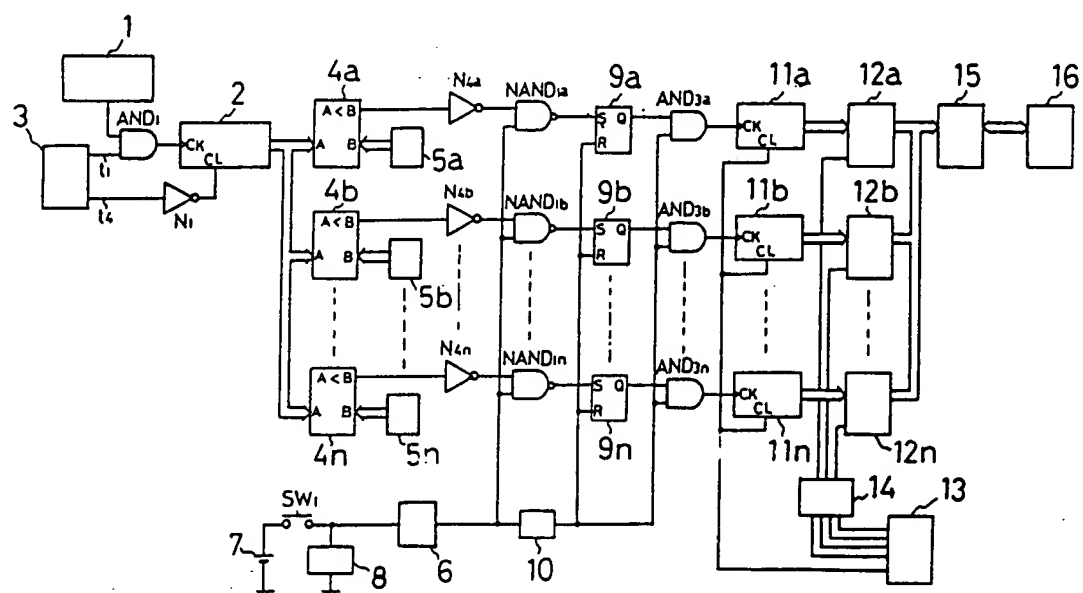 1
4a
N4a
NAND1a
9a
AND3a
11a
12a
15
16
3
AND1
2
A<B
A
B
S Q
R
CK
CL
CK
CL
5a
t1
t4
N1
4b
N4b
NAND1b
9b
AND3b
11b
12b
A<B
A
B
S Q
R
CK
CL
5b
4n
N4n
NAND1n
9n
AND3n
11n
12n
A<B
A
B
S Q
R
CK
CL
5n
14
13
SW1
7
8
6
10